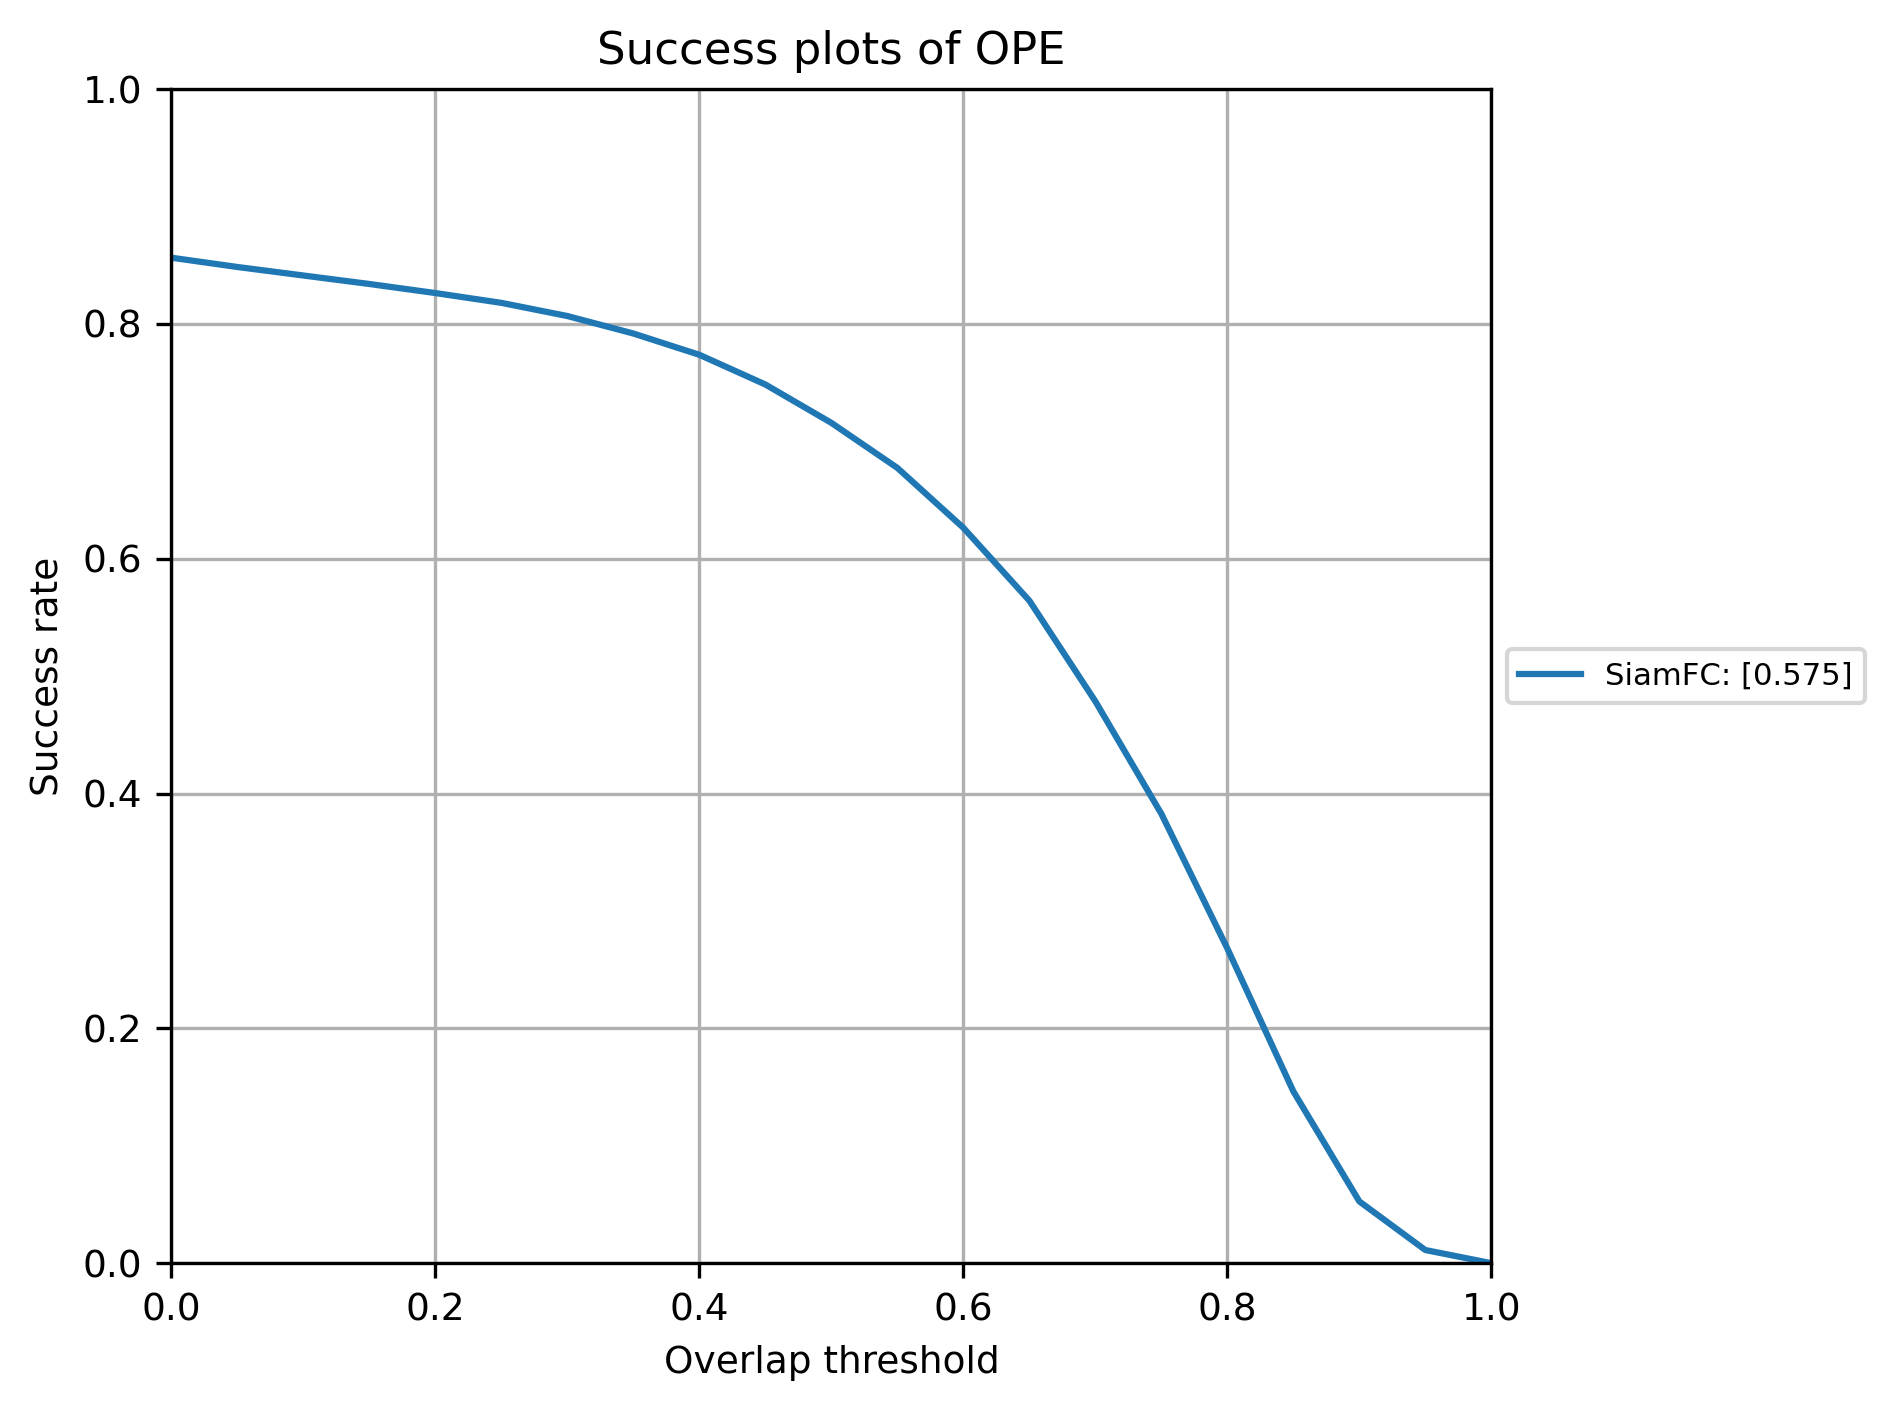 Success plots of OPE
1.0
0.8
0.6
0.4
0.2
0.0
Success rate
0.0 0.2 0.4 0.6 0.8 1.0
Overlap threshold
SiamFC: [0.575]